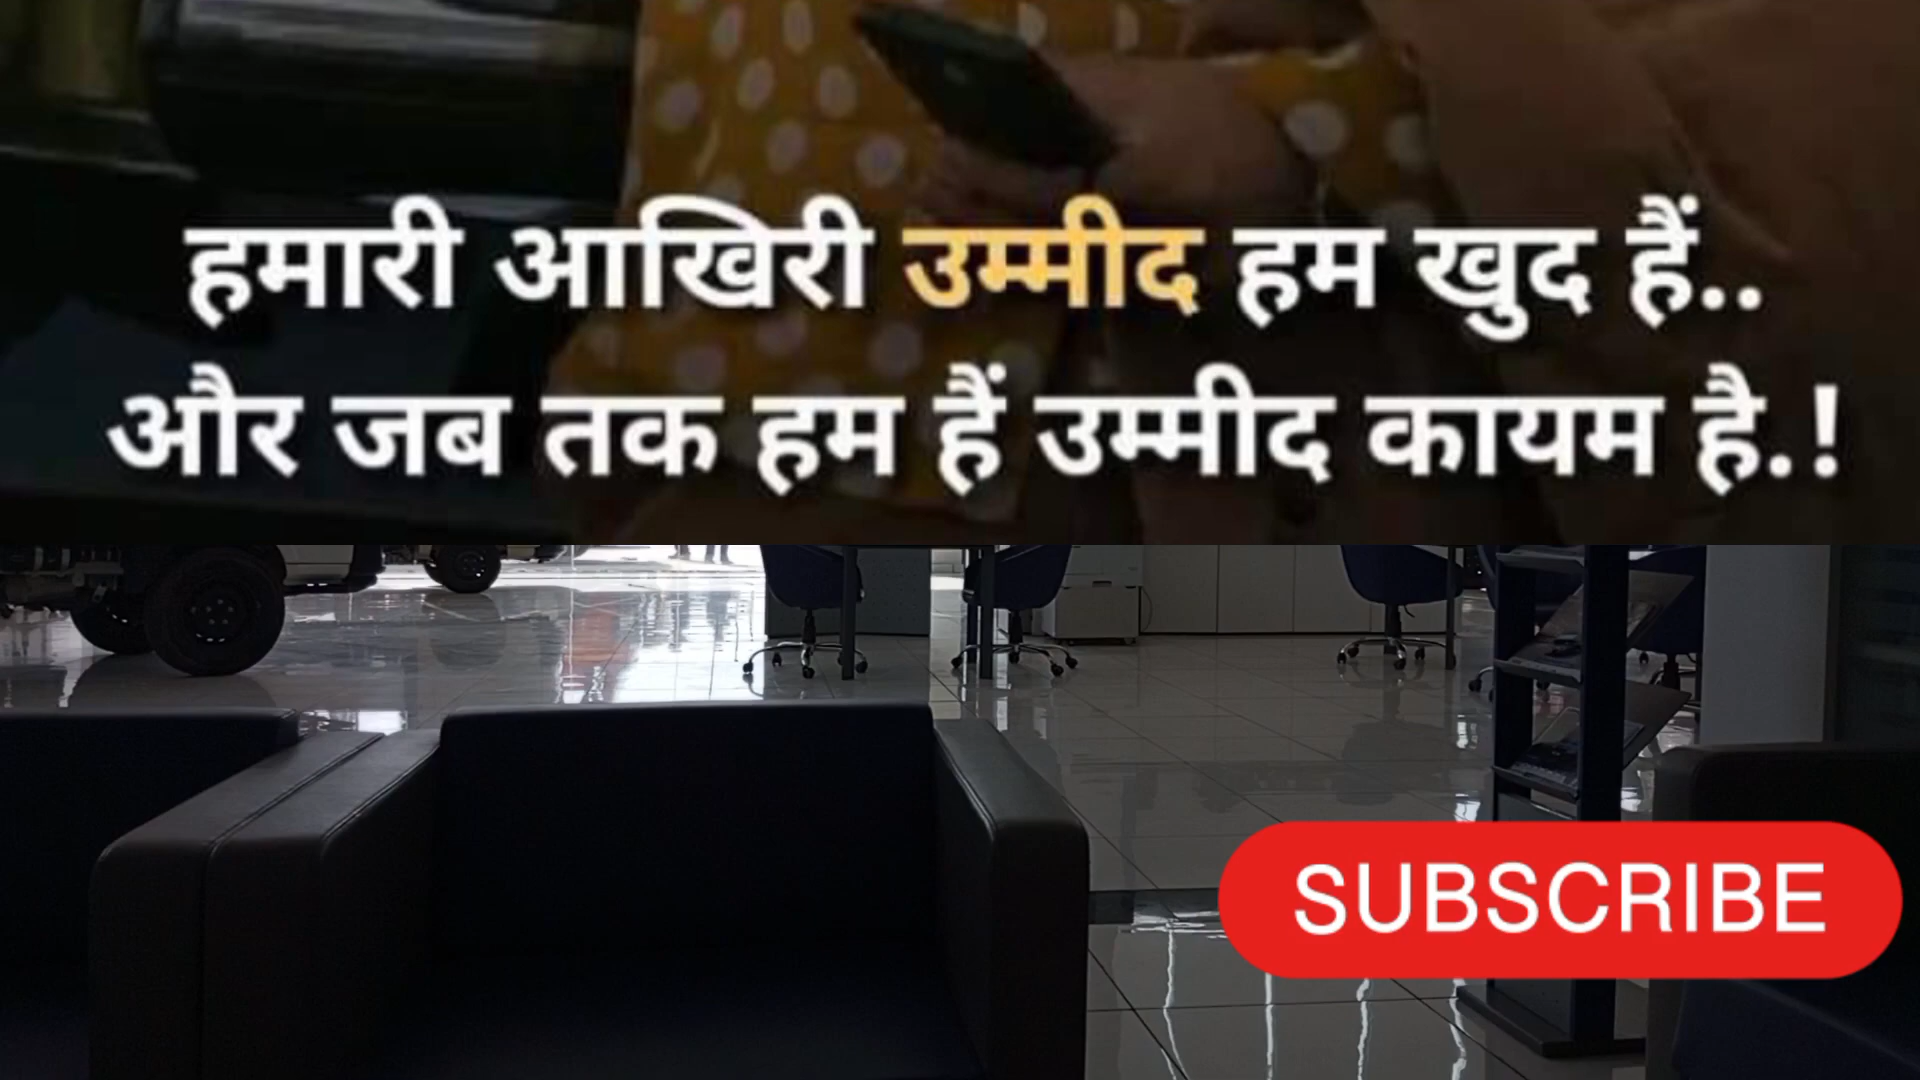 हमारी आखिरी उम्मीद हम खुद हैं..
और जब तक हम हैं उम्मीद कायम है.!
SUBSCRIBE